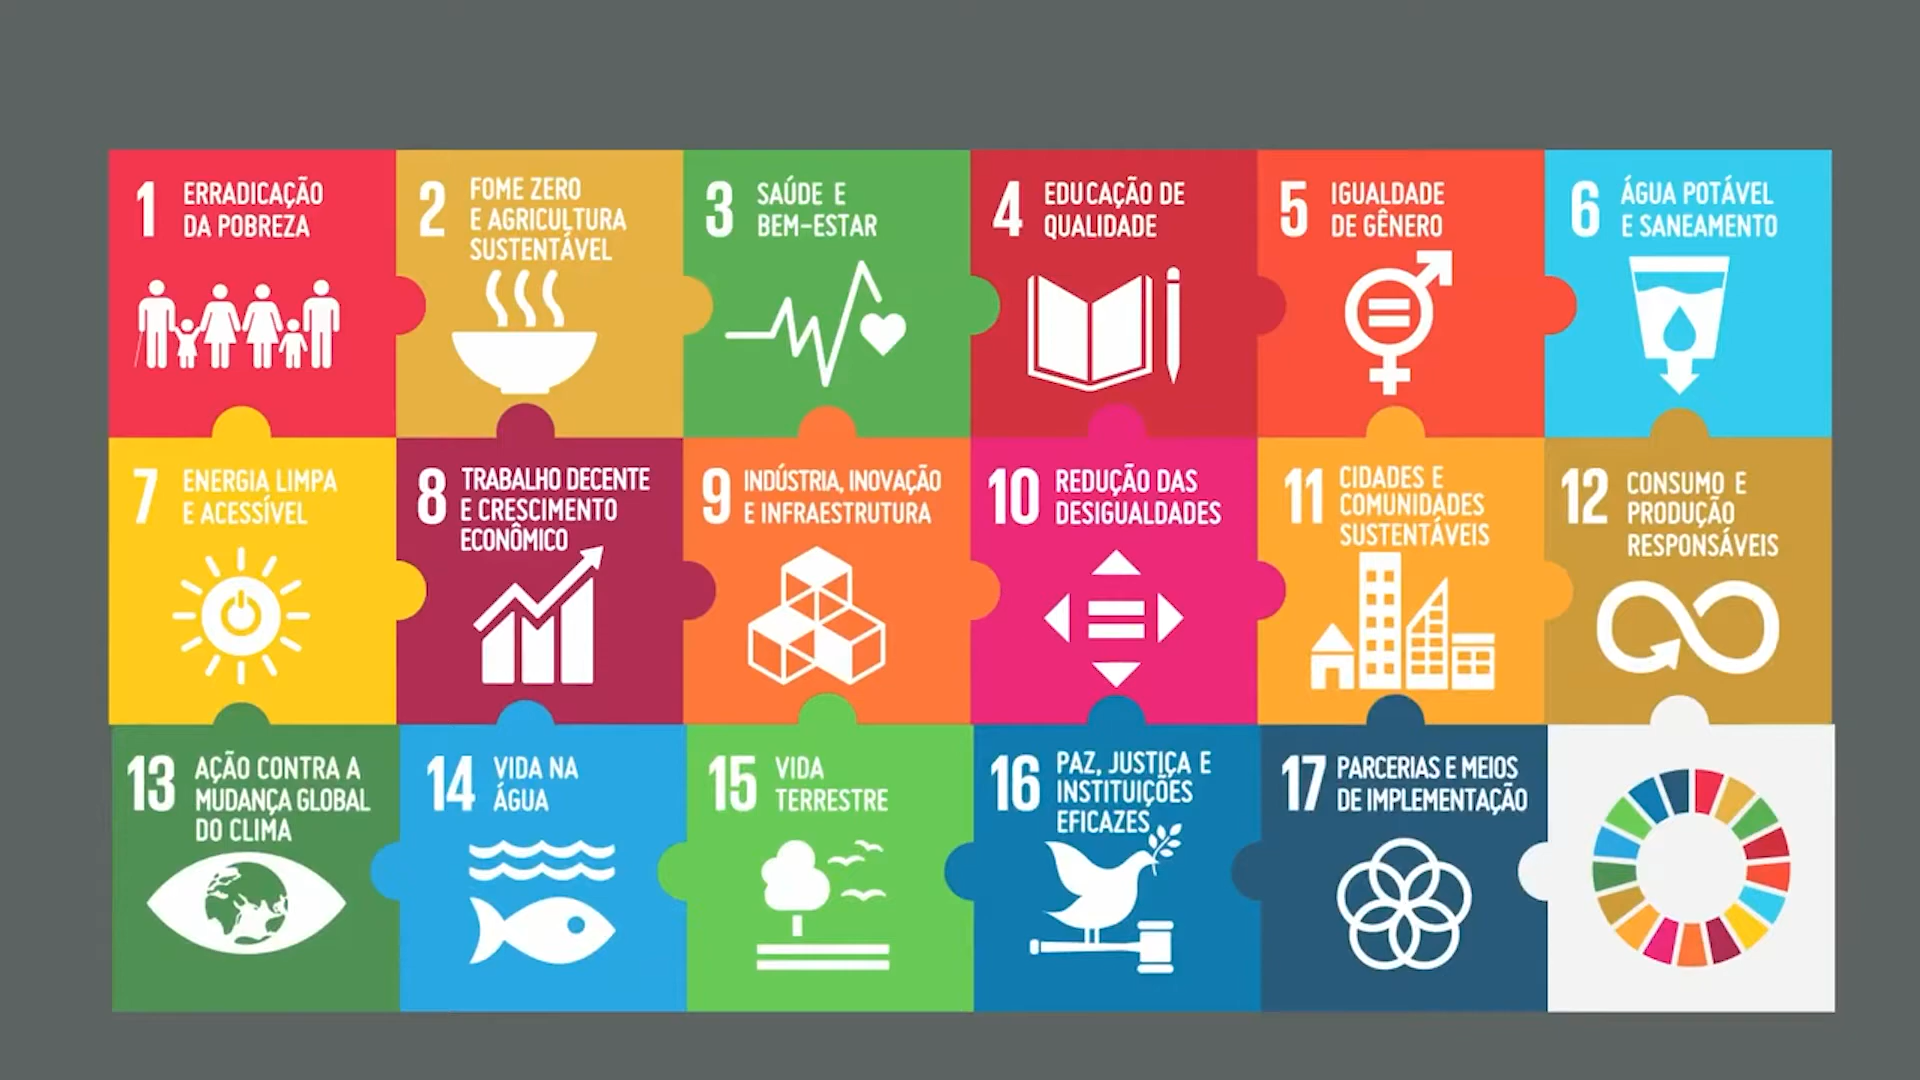 1 ERRADICAÇÃO
DA POBREZA
2 FOME ZERO
E AGRICULTURA
SUSTENTÁVEL
3 SAÚDE E
BEM-ESTAR
4 EDUCAÇÃO DE
QUALIDADE
5 IGUALDADE
DE GÊNERO
6 ÁGUA POTÁVEL
E SANEAMENTO
7 ENERGIA LIMPA
E ACESSÍVEL
8 TRABALHO DECENTE
E CRESCIMENTO
ECONÔMICO
9 INDÚSTRIA, INOVAÇÃO
E INFRAESTRUTURA
10 REDUÇÃO DAS
DESIGUALDADES
11 CIDADES E
COMUNIDADES
SUSTENTÁVEIS
12 CONSUMO E
PRODUÇÃO
RESPONSÁVEIS
13 AÇÃO CONTRA A
MUDANÇA GLOBAL
DO CLIMA
14 VIDA NA
ÁGUA
15 VIDA
TERRESTRE
16 PAZ, JUSTIÇA E
INSTITUIÇÕES
EFICAZES
17 PARCERIAS E MEIOS
DE IMPLEMENTAÇÃO